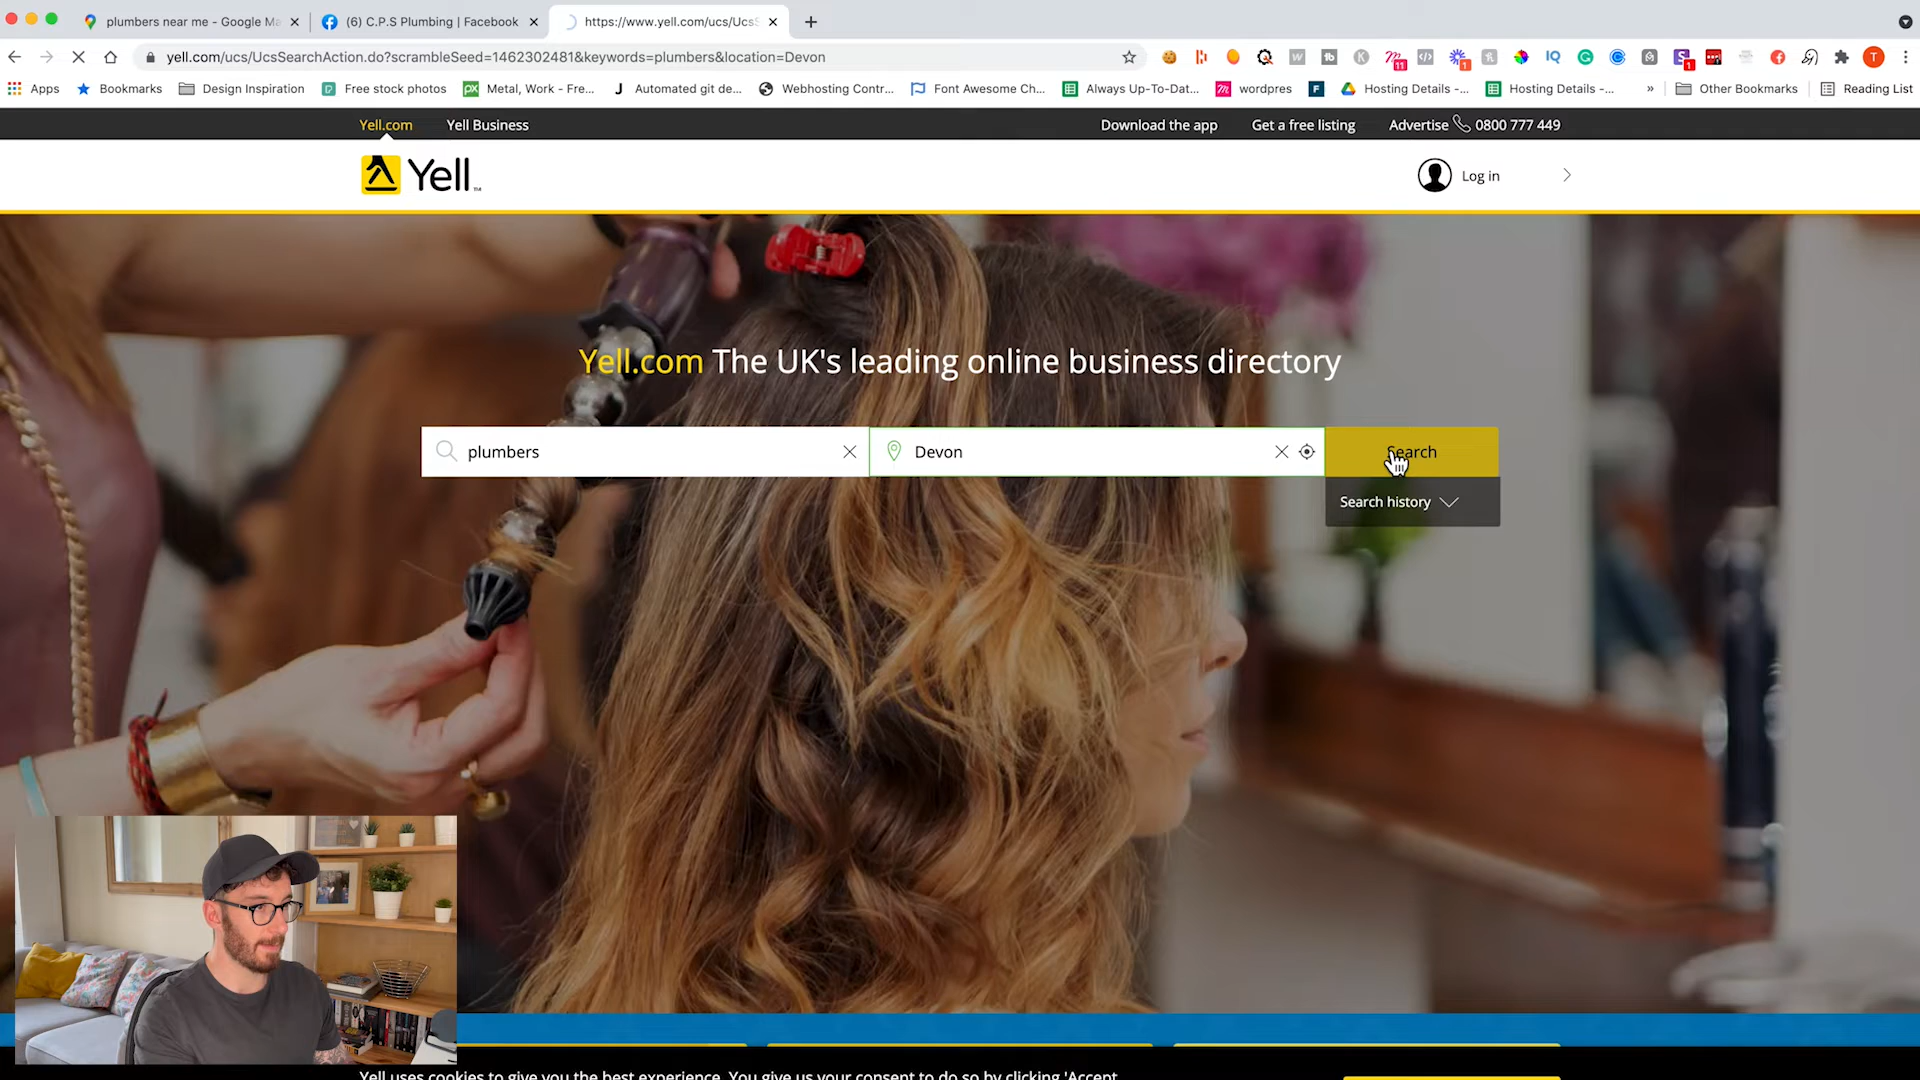 plumbers near me - Google Ma
(6) C.P.S Plumbing | Facebook
https://www.yell.com/ucs/UcsS
yell.com/ucs/UcsSearchAction.do?scrambleSeed=1462302481&keywords=plumbers&location=Devon
Apps
Bookmarks
Design Inspiration
Free stock photos
Metal, Work - Fre...
Automated git de...
Webhosting Contr...
Font Awesome Ch...
Always Up-To-Dat...
wordpres
Hosting Details -...
Hosting Details -...
Other Bookmarks
Reading List
Yell.com
Yell Business
Download the app
Get a free listing
Advertise
0800 777 449
Yell
Log in
Yell.com The UK's leading online business directory
plumbers
Devon
Search
Search history
Yell uses cookies to give you the best experience. You give us your consent to do so by clicking 'Accept